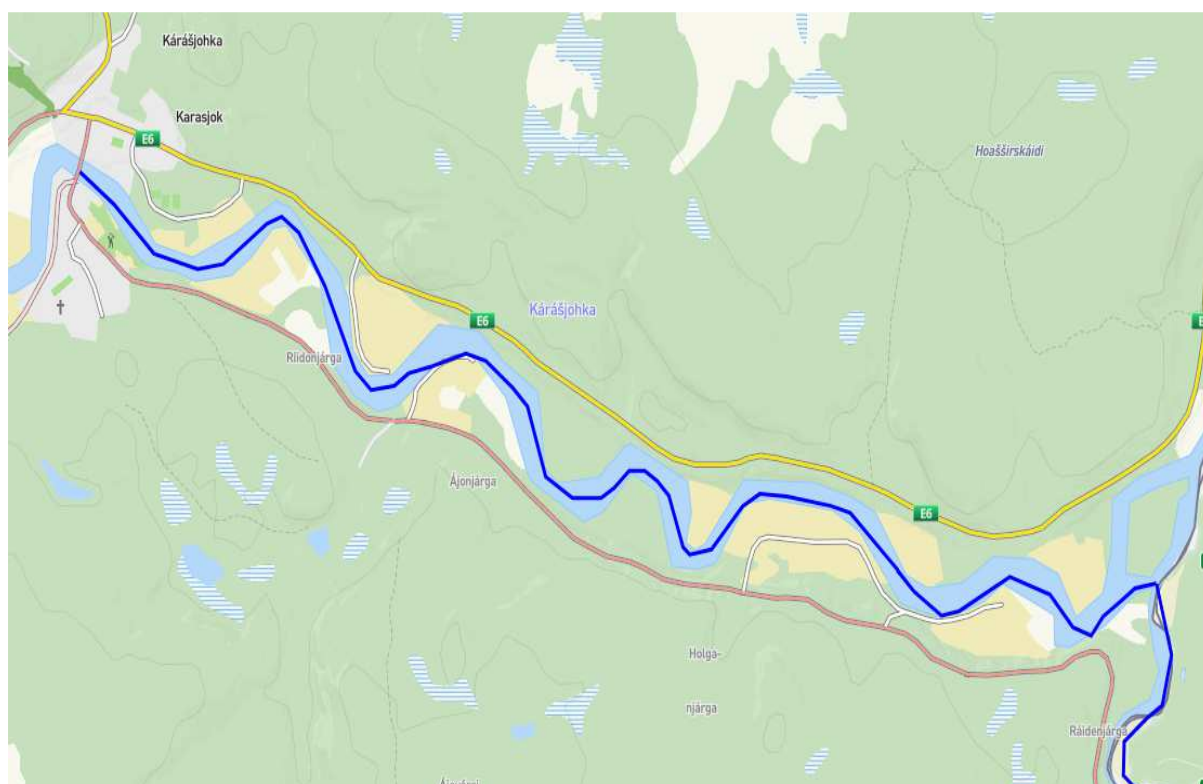 Kárášjohka
Karasjok
E6
Hoašširskáidi
Kárášjohka
E6
Riidonjárga
Ájonjárga
E6
Holga-
njárga
Ráidenjárga